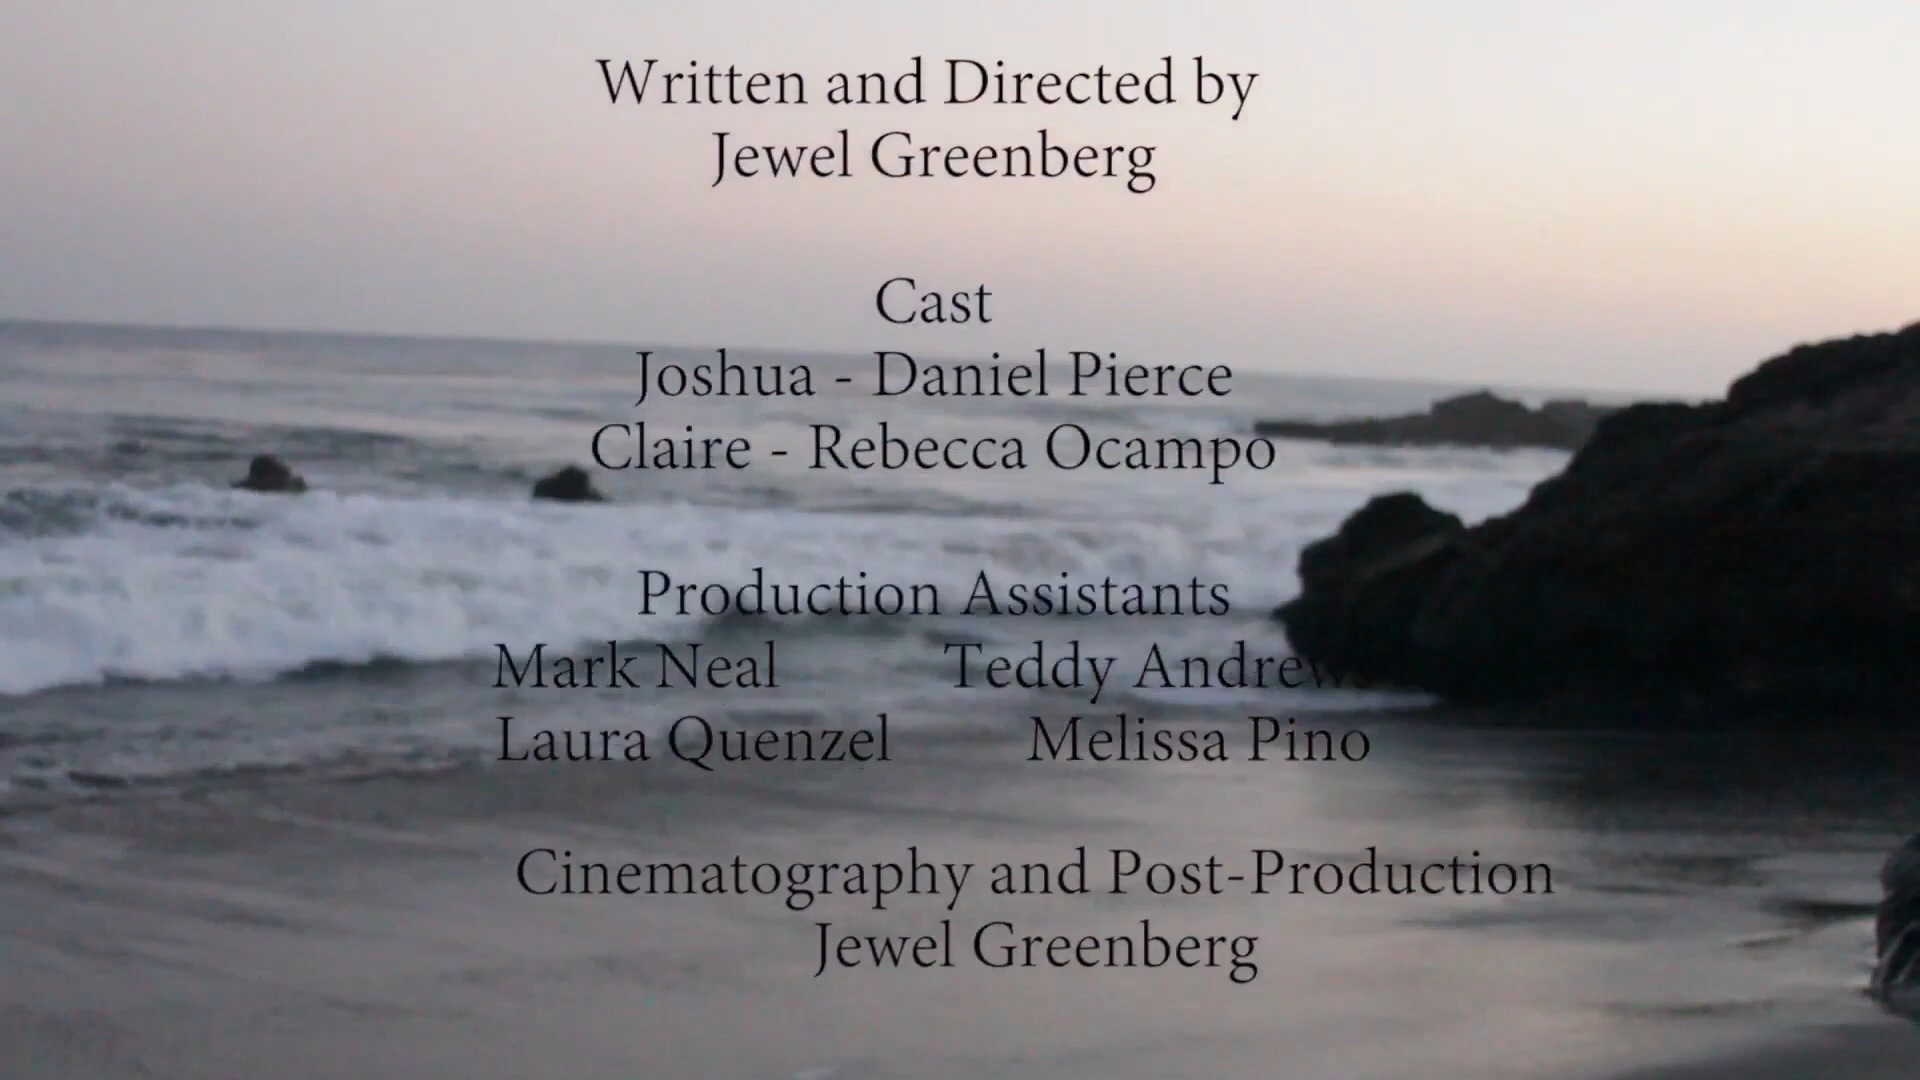 Written and Directed by
Jewel Greenberg
Cast
Joshua - Daniel Pierce
Claire - Rebecca Ocampo
Production Assistants
Mark Neal Teddy Andrews
Laura Quenzel Melissa Pino
Cinematography and Post-Production
Jewel Greenberg